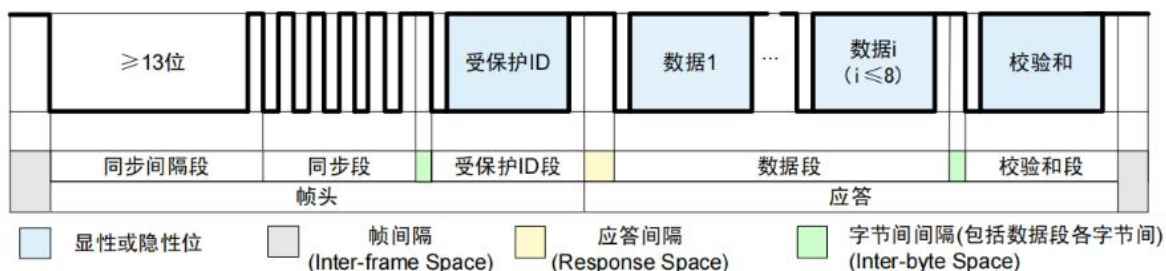 ≥13位 受保护ID 数据1 … 数据i 校验和
(i≤8)
同步间隔段 同步段 受保护ID段 数据段 校验和段
帧头 应答
显性或隐性位 帧间隔 应答间隔 字节间间隔(包括数据段各字节间)
(Inter-frame Space) (Response Space) (Inter-byte Space)